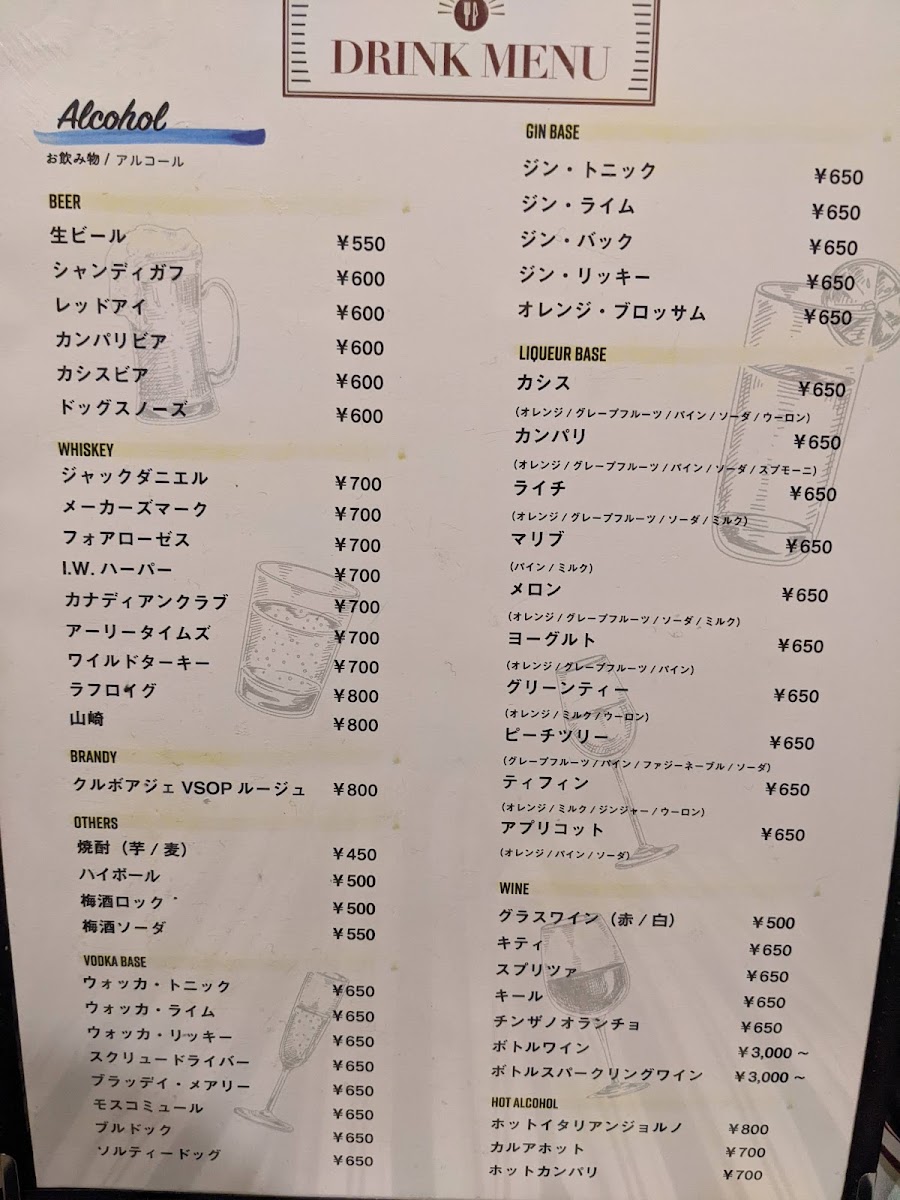 DRINK MENU
Alcohol
お飲み物 / アルコール
BEER
生ビール ¥550
シャンディガフ ¥600
レッドアイ ¥600
カンパリビア ¥600
カシスビア ¥600
ドッグスノーズ ¥600
WHISKEY
ジャックダニエル ¥700
メーカーズマーク ¥700
フォアローゼス ¥700
I.W. ハーパー ¥700
カナディアンクラブ ¥700
アーリータイムズ ¥700
ワイルドターキー ¥700
ラフロイグ ¥800
山崎 ¥800
BRANDY
クルボアジェ VSOP ルージュ ¥800
OTHERS
焼酎（芋 / 麦） ¥450
ハイボール ¥500
梅酒ロック ¥500
梅酒ソーダ ¥550
VODKA BASE
ウォッカ・トニック ¥650
ウォッカ・ライム ¥650
ウォッカ・リッキー ¥650
スクリュードライバー ¥650
ブラッデイ・メアリー ¥650
モスコミュール ¥650
ブルドック ¥650
ソルティードッグ ¥650
GIN BASE
ジン・トニック ¥650
ジン・ライム ¥650
ジン・バック ¥650
ジン・リッキー ¥650
オレンジ・ブロッサム ¥650
LIQUEUR BASE
カシス ¥650
（オレンジ / グレープフルーツ / パイン / ソーダ / ウーロン）
カンパリ ¥650
（オレンジ / グレープフルーツ / パイン / ソーダ / スプモーニ）
ライチ ¥650
（オレンジ / グレープフルーツ / ソーダ / ミルク）
マリブ ¥650
（パイン / ミルク）
メロン ¥650
（オレンジ / グレープフルーツ / ソーダ / ミルク）
ヨーグルト ¥650
（オレンジ / グレープフルーツ / パイン）
グリーンティー ¥650
（オレンジ / ミルク / ウーロン）
ピーチツリー ¥650
（グレープフルーツ / パイン / ファジーネーブル / ソーダ）
ティフィン ¥650
（オレンジ / ミルク / ジンジャー / ウーロン）
アプリコット ¥650
（オレンジ / パイン / ソーダ）
WINE
グラスワイン（赤 / 白） ¥500
キティ ¥650
スプリツァ ¥650
キール ¥650
チンザノオランチョ ¥650
ボトルワイン ¥3,000 ~
ボトルスパークリングワイン ¥3,000 ~
HOT ALCOHOL
ホットイタリアンジョルノ ¥800
カルアホット ¥700
ホットカンパリ ¥700